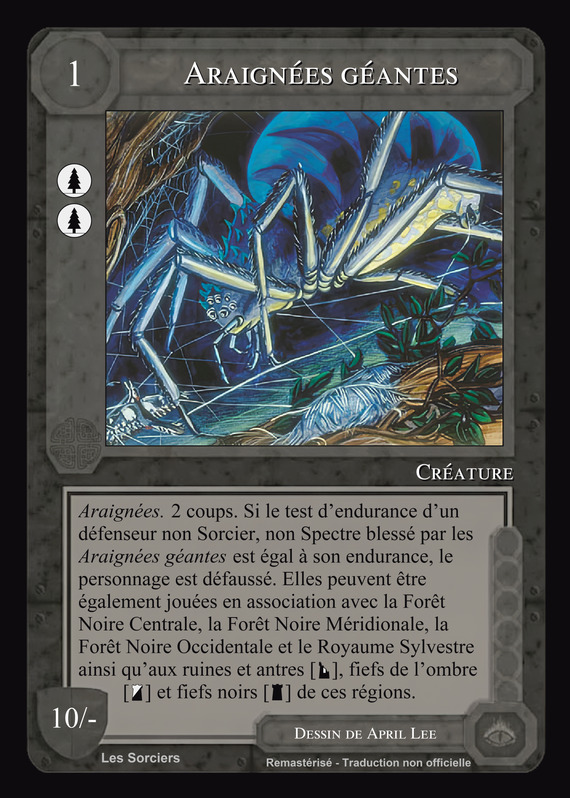 1
Araignées géantes
Créature
Araignées. 2 coups. Si le test d'endurance d'un
défenseur non Sorcier, non Spectre blessé par les
Araignées géantes est égal à son endurance, le
personnage est défaussé. Elles peuvent être
également jouées en association avec la Forêt
Noire Centrale, la Forêt Noire Méridionale, la
Forêt Noire Occidentale et le Royaume Sylvestre
ainsi qu'aux ruines et antres [], fiefs de l'ombre
[] et fiefs noirs [] de ces régions.
10/-
Dessin de April Lee
Les Sorciers
Remastérisé - Traduction non officielle